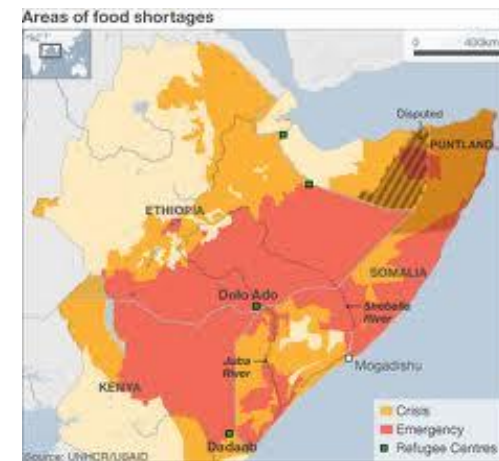 Areas of food shortages
0 400km
Disputed
PUNTLAND
ETHIOPIA
SOMALIA
Dolo Ado
Shebelle
River
Juba
River
Mogadishu
KENYA
Crisis
Emergency
Dadaab
Refugee Centres
Source: UNHCR/USAID